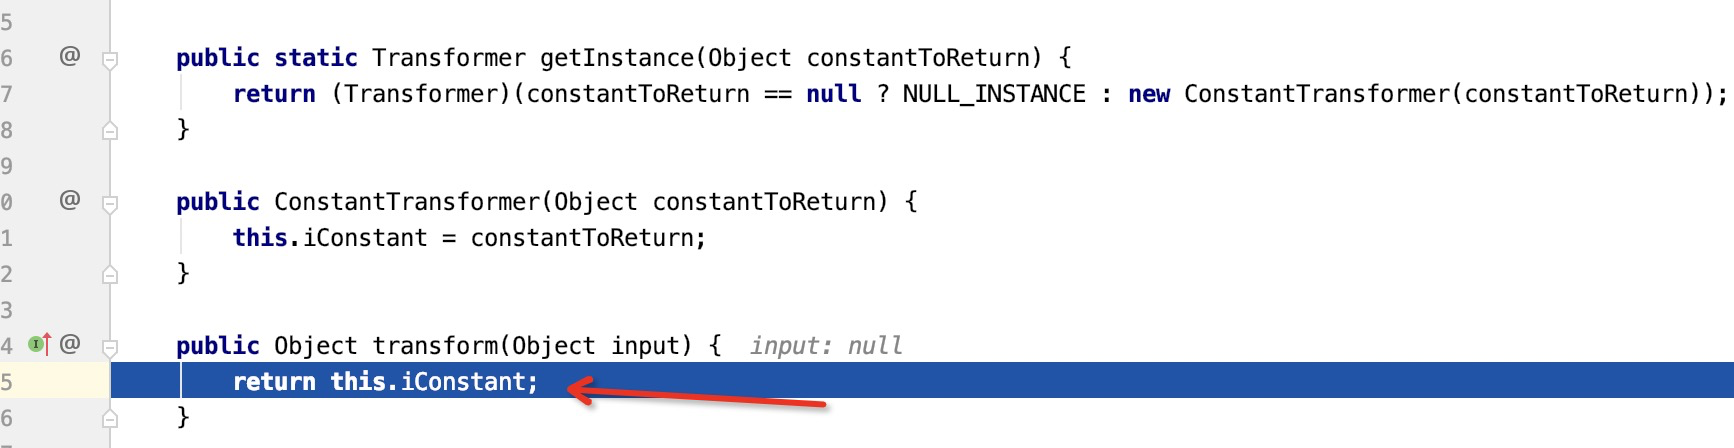 5
6 @ public static Transformer getInstance(Object constantToReturn) {
7 return (Transformer)(constantToReturn == null ? NULL_INSTANCE : new ConstantTransformer(constantToReturn));
8 }
9
0 @ public ConstantTransformer(Object constantToReturn) {
1 this.iConstant = constantToReturn;
2 }
3
4 I @ public Object transform(Object input) { input: null
5 return this.iConstant;
6 }